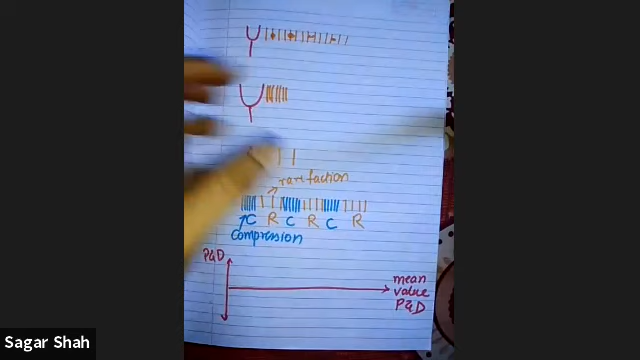 rarefaction
C R C R C R
Compression
P&D
mean
value
P&D
Sagar Shah